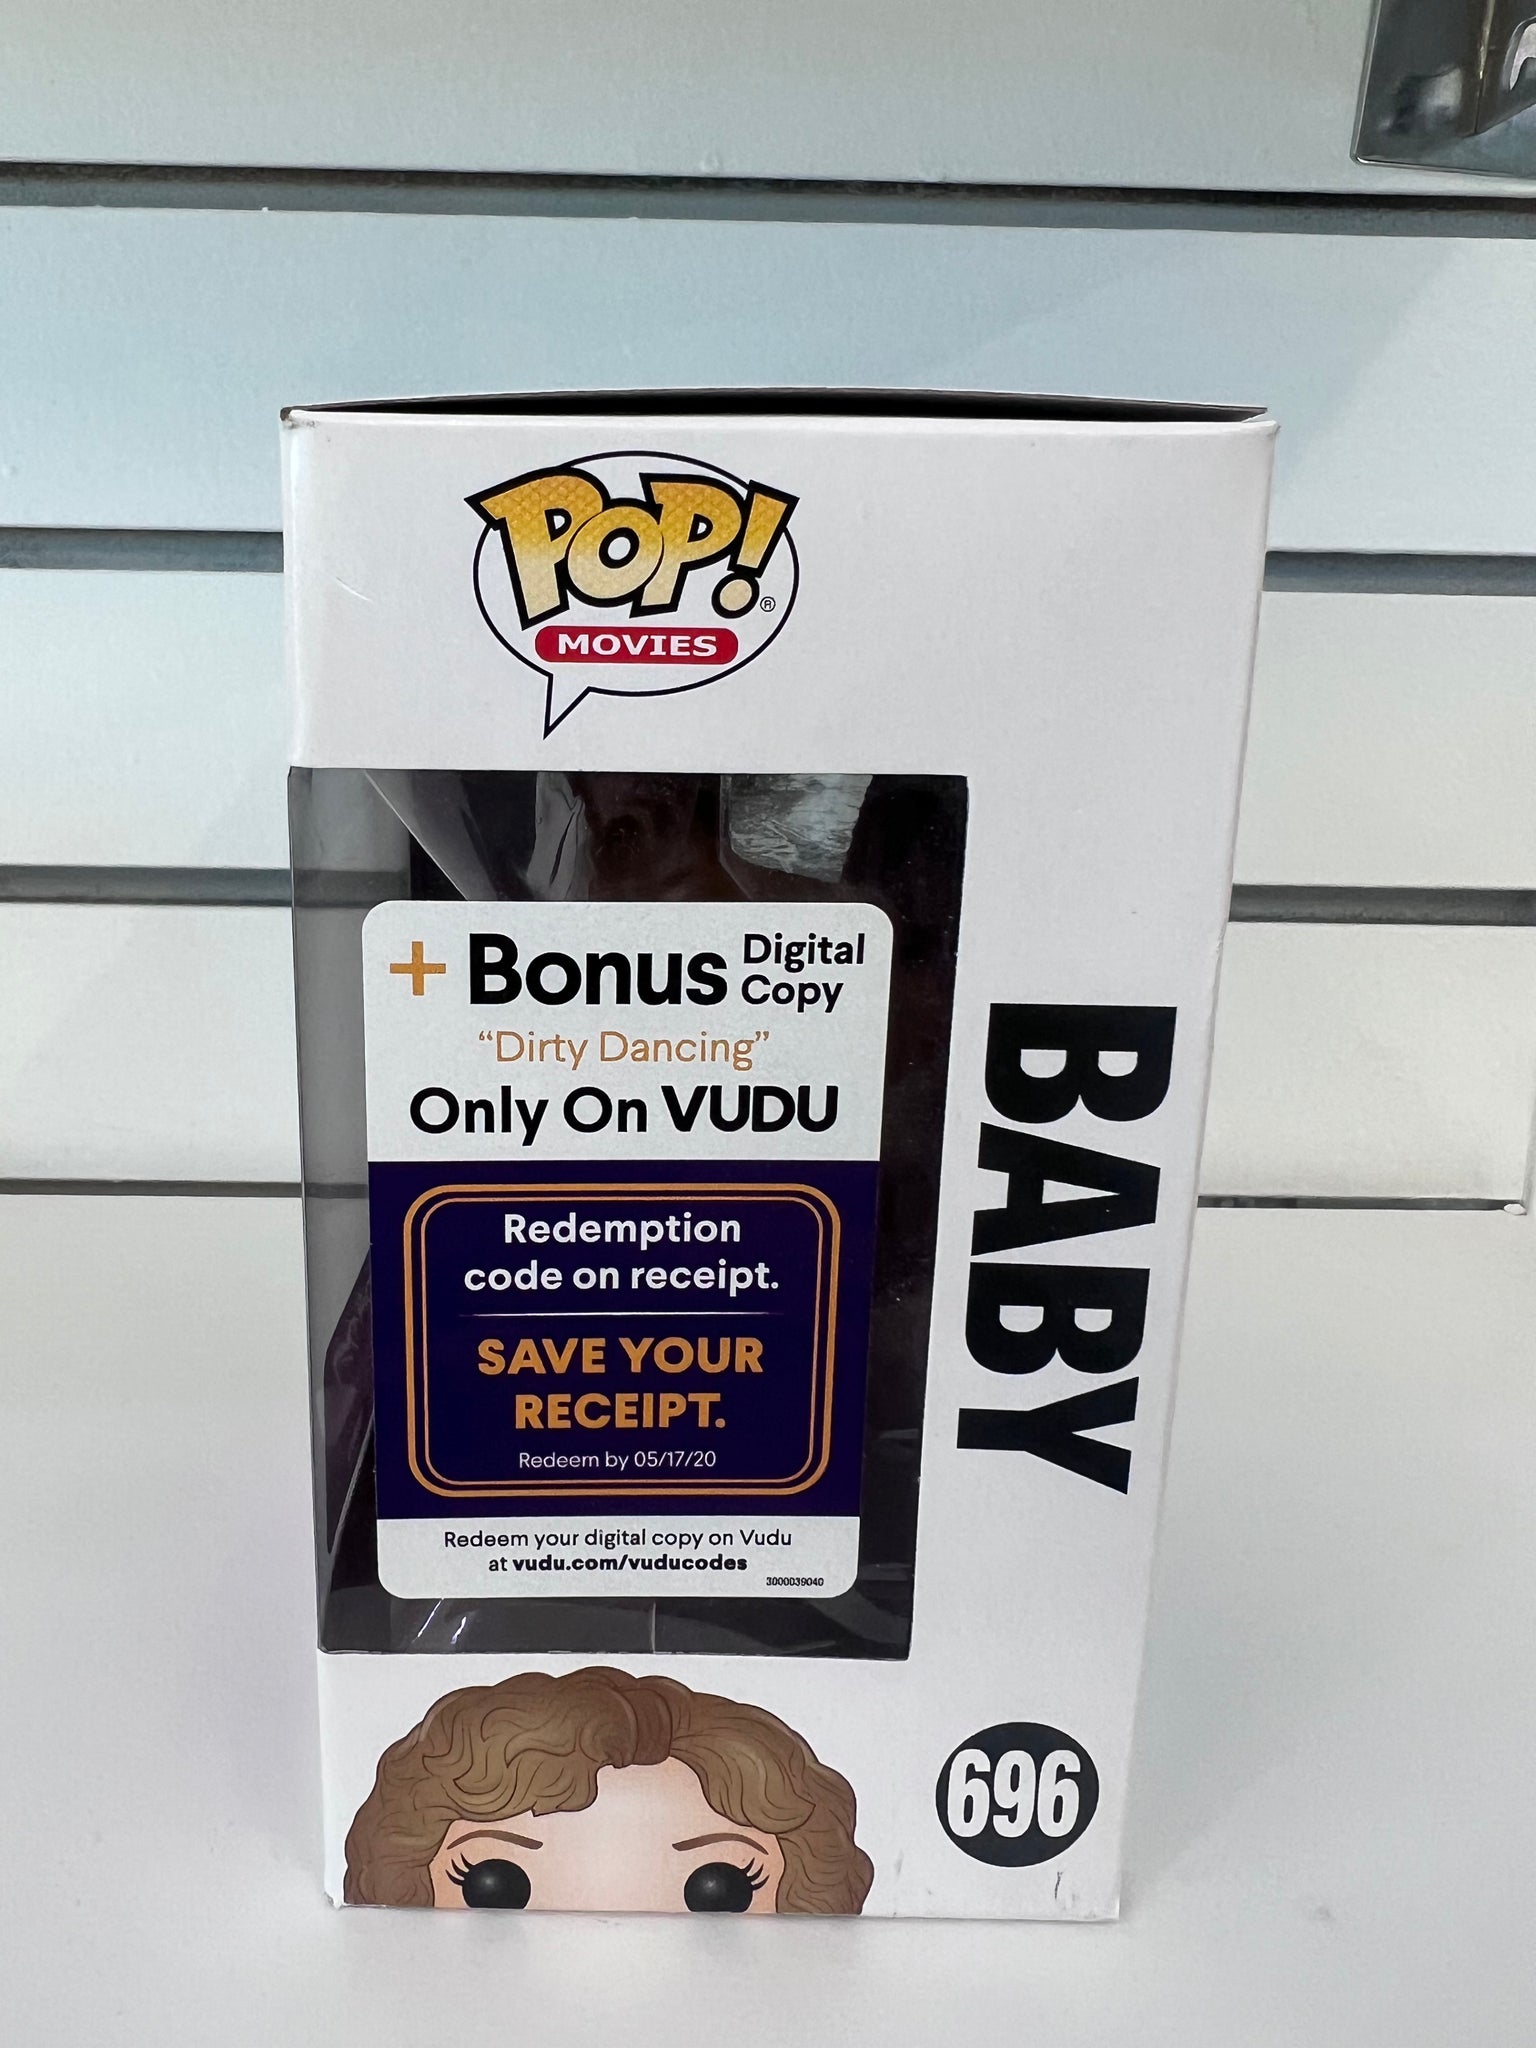 POP!®
MOVIES
+ Bonus Digital Copy
“Dirty Dancing”
Only On VUDU
Redemption
code on receipt.
SAVE YOUR
RECEIPT.
Redeem by 05/17/20
Redeem your digital copy on Vudu
at vudu.com/vuducodes
3000039040
BABY
696